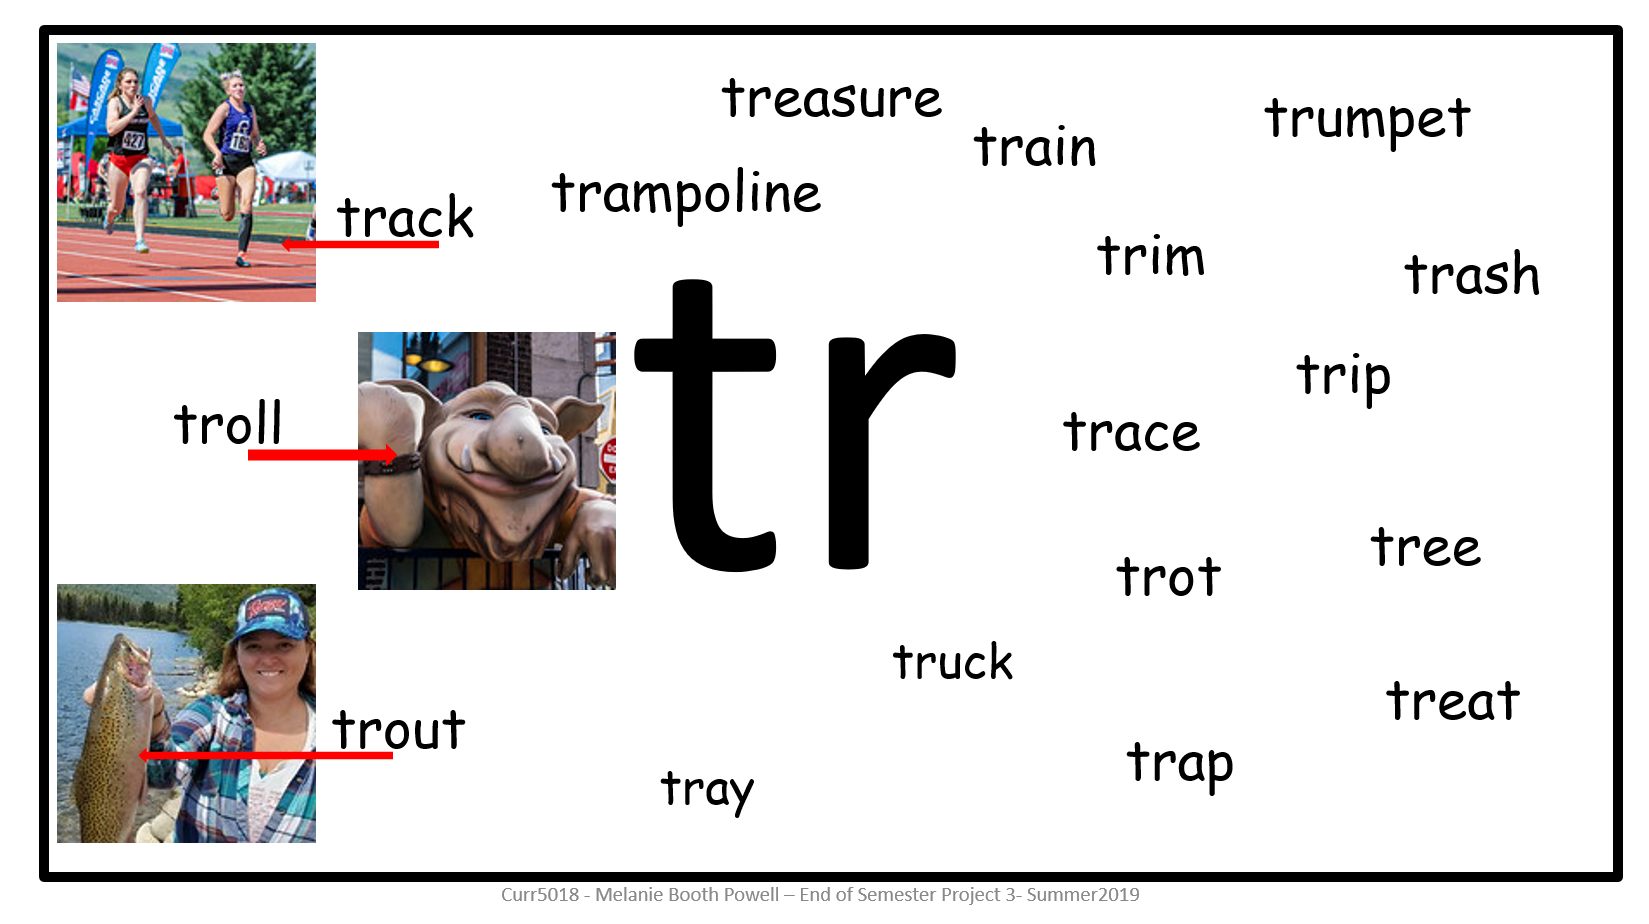 treasure
trumpet
train
trampoline
track
trim
trash
tr
trip
troll
trace
tree
trot
truck
treat
trout
trap
tray
427
Curr5018 - Melanie Booth Powell – End of Semester Project 3- Summer2019